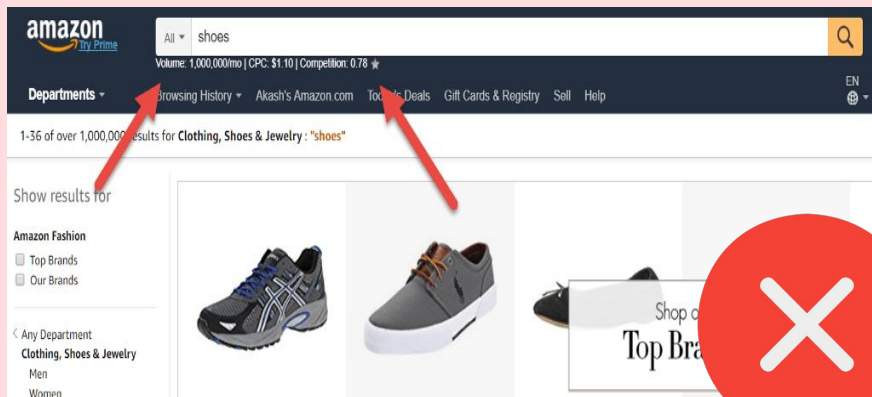 amazon
Try Prime
All
shoes
Volume: 1,000,000/mo | CPC: $1.10 | Competition: 0.78
Departments
Browsing History
Akash's Amazon.com
Today's Deals
Gift Cards & Registry
Sell
Help
EN
1-36 of over 1,000,000 results for Clothing, Shoes & Jewelry : "shoes"
Show results for
Amazon Fashion
Top Brands
Our Brands
Any Department
Clothing, Shoes & Jewelry
Men
Women
Shop
Top